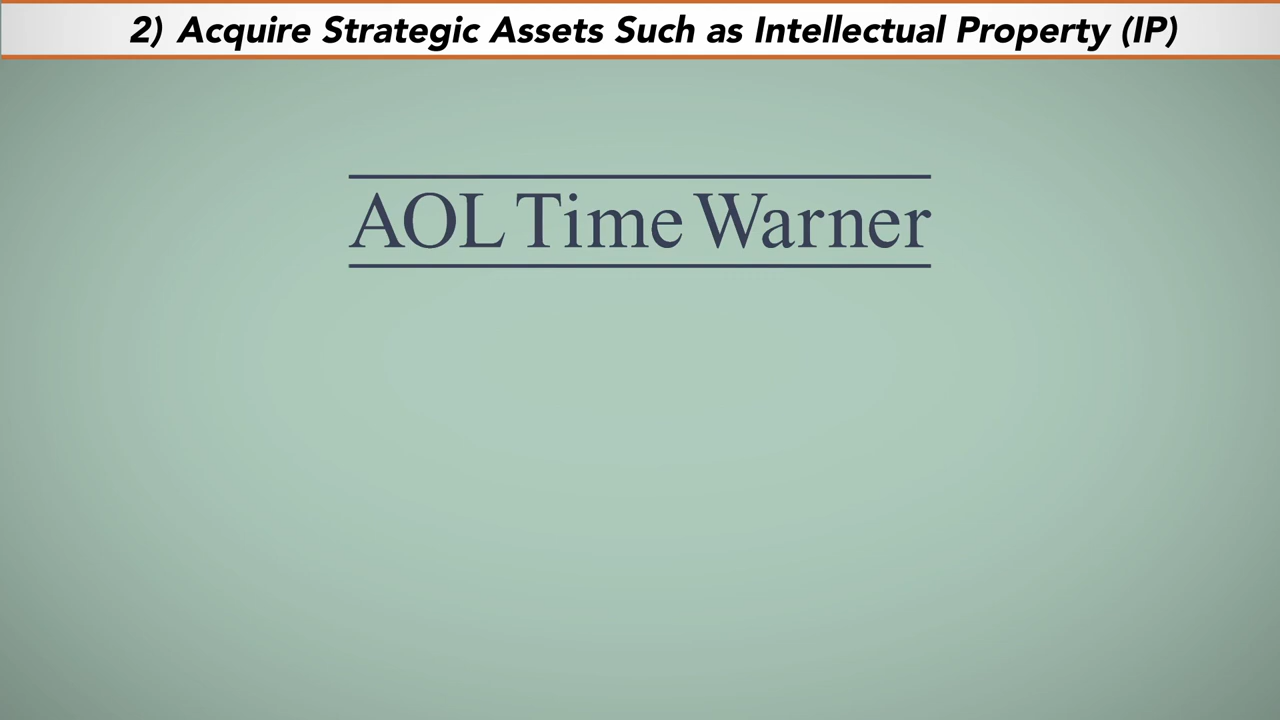 2) Acquire Strategic Assets Such as Intellectual Property (IP)
AOL Time Warner